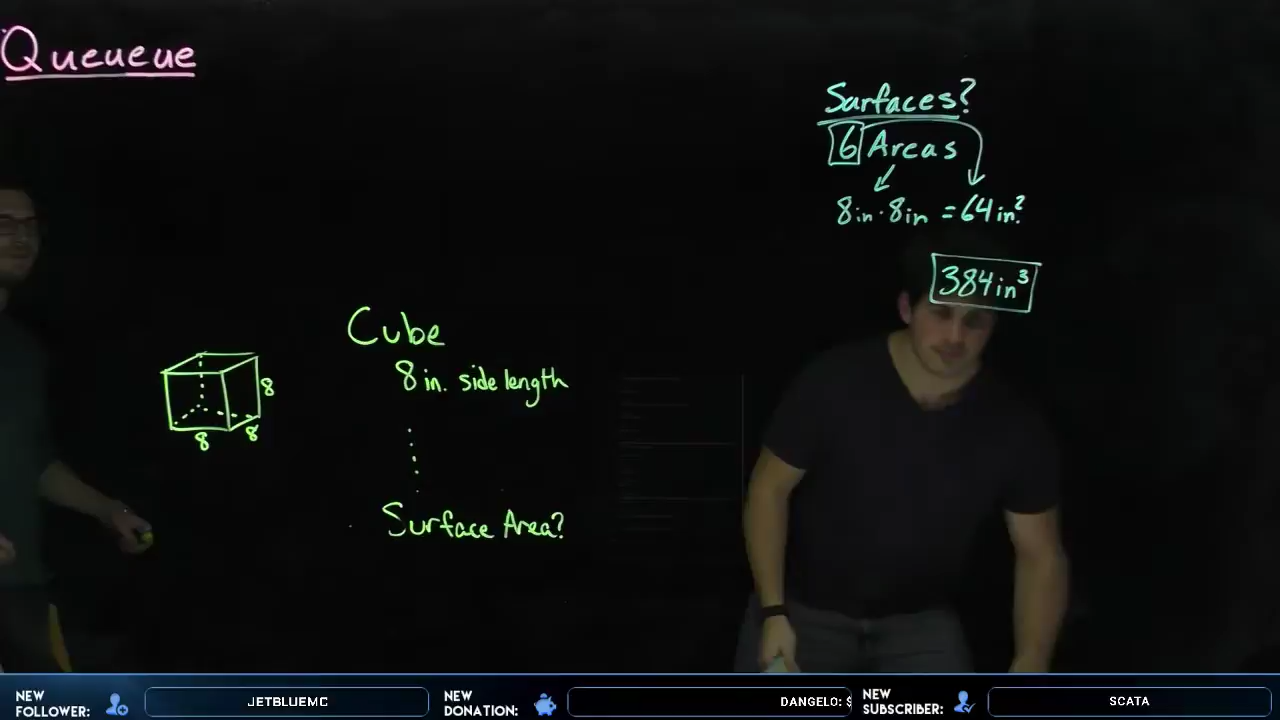 Queueue
Surfaces?
6 Areas
8in·8in = 64in²
384in³
Cube
8 in. side length
8
8 8
Surface Area?
NEW FOLLOWER:
JETBLUEMC
NEW DONATION:
DANGELO: $
NEW SUBSCRIBER:
SCATA